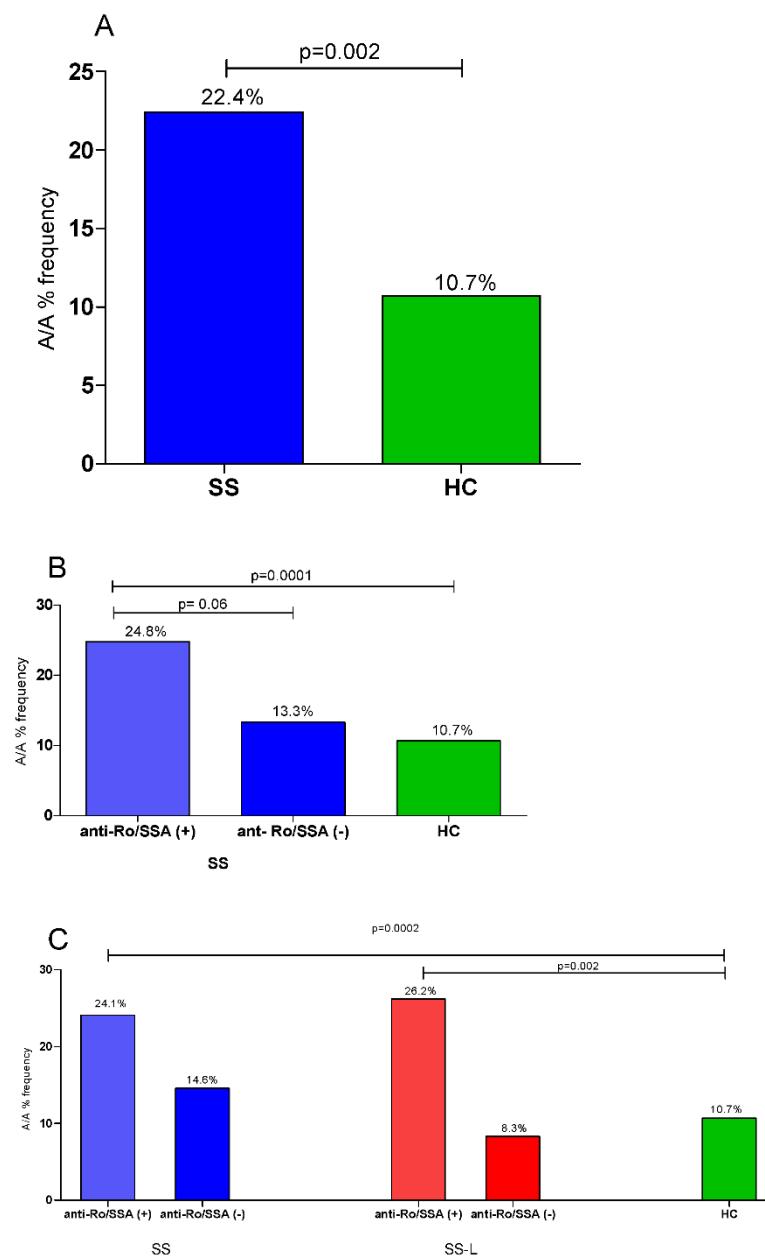 A
p=0.002
25
22.4%
20
15
10.7%
10
5
0
A/A % frequency
SS HC
B
p=0.0001
p= 0.06
30
24.8%
20
13.3%
10.7%
10
0
A/A % frequency
anti-Ro/SSA (+) ant- Ro/SSA (-) HC
SS
C
p=0.0002
p=0.002
30
26.2%
24.1%
20
14.6%
10.7%
10
8.3%
0
A/A % frequency
anti-Ro/SSA (+) anti-Ro/SSA (-) anti-Ro/SSA (+) anti-Ro/SSA (-) HC
SS SS-L